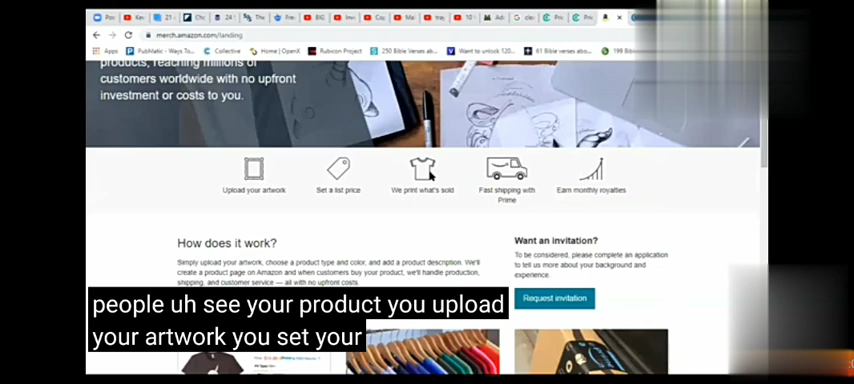 merch.amazon.com/landing
Apps PubMatic - Ways To... Collective Home | OpenX Rubicon Project 250 Bible Verses ab... Want to unlock 120... 61 Bible verses abo... 199 Bib
products, reaching millions of
customers worldwide with no upfront
investment or costs to you.
Upload your artwork Set a list price We print what's sold Fast shipping with Prime Earn monthly royalties
How does it work?
Simply upload your artwork, choose a product type and color, and add a product description. We'll
create a product page on Amazon and when customers buy your product, we'll handle production,
shipping, and customer service — all with no upfront costs.
Want an invitation?
To be considered, please complete an application
to tell us more about your background and
experience.
Request invitation
people uh see your product you upload
your artwork you set your